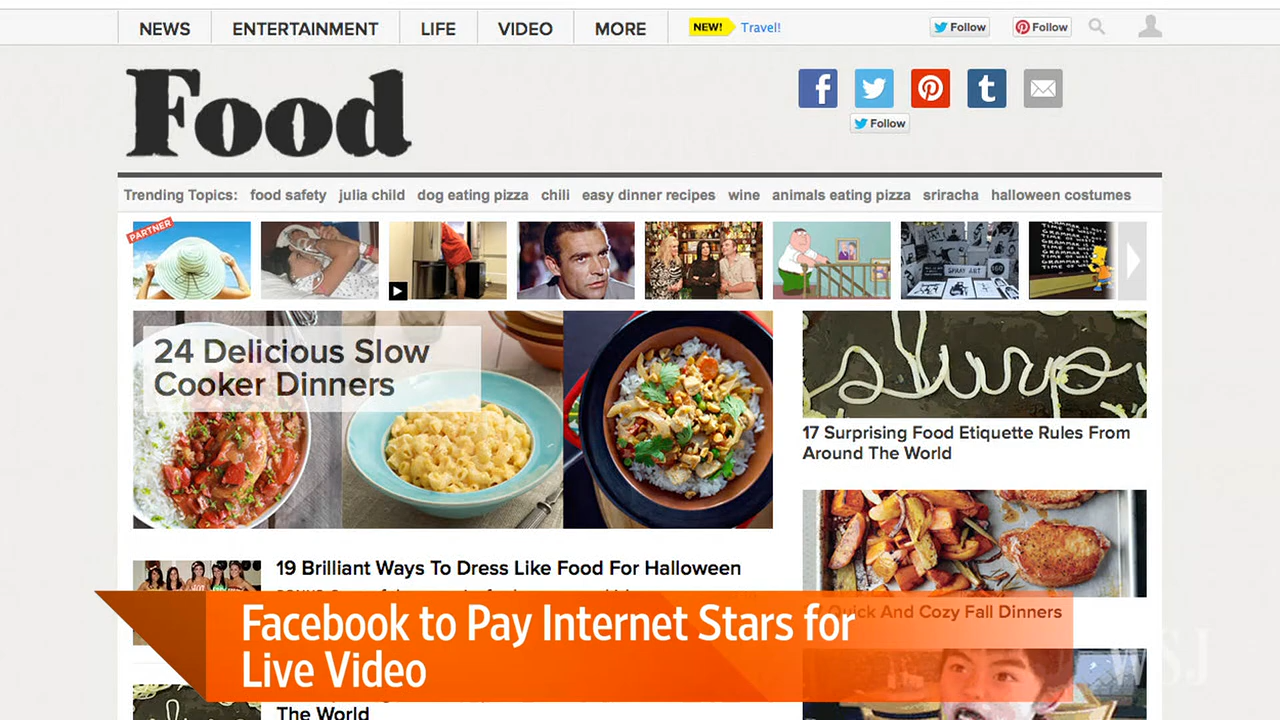 NEWS ENTERTAINMENT LIFE VIDEO MORE NEW! Travel! Follow Follow
Food
Follow
Trending Topics: food safety julia child dog eating pizza chili easy dinner recipes wine animals eating pizza sriracha halloween costumes
PARTNER
SPRAY ART
24 Delicious Slow
Cooker Dinners
slurp
17 Surprising Food Etiquette Rules From
Around The World
19 Brilliant Ways To Dress Like Food For Halloween
Quick And Cozy Fall Dinners
Facebook to Pay Internet Stars for
Live Video
WSJ
The World